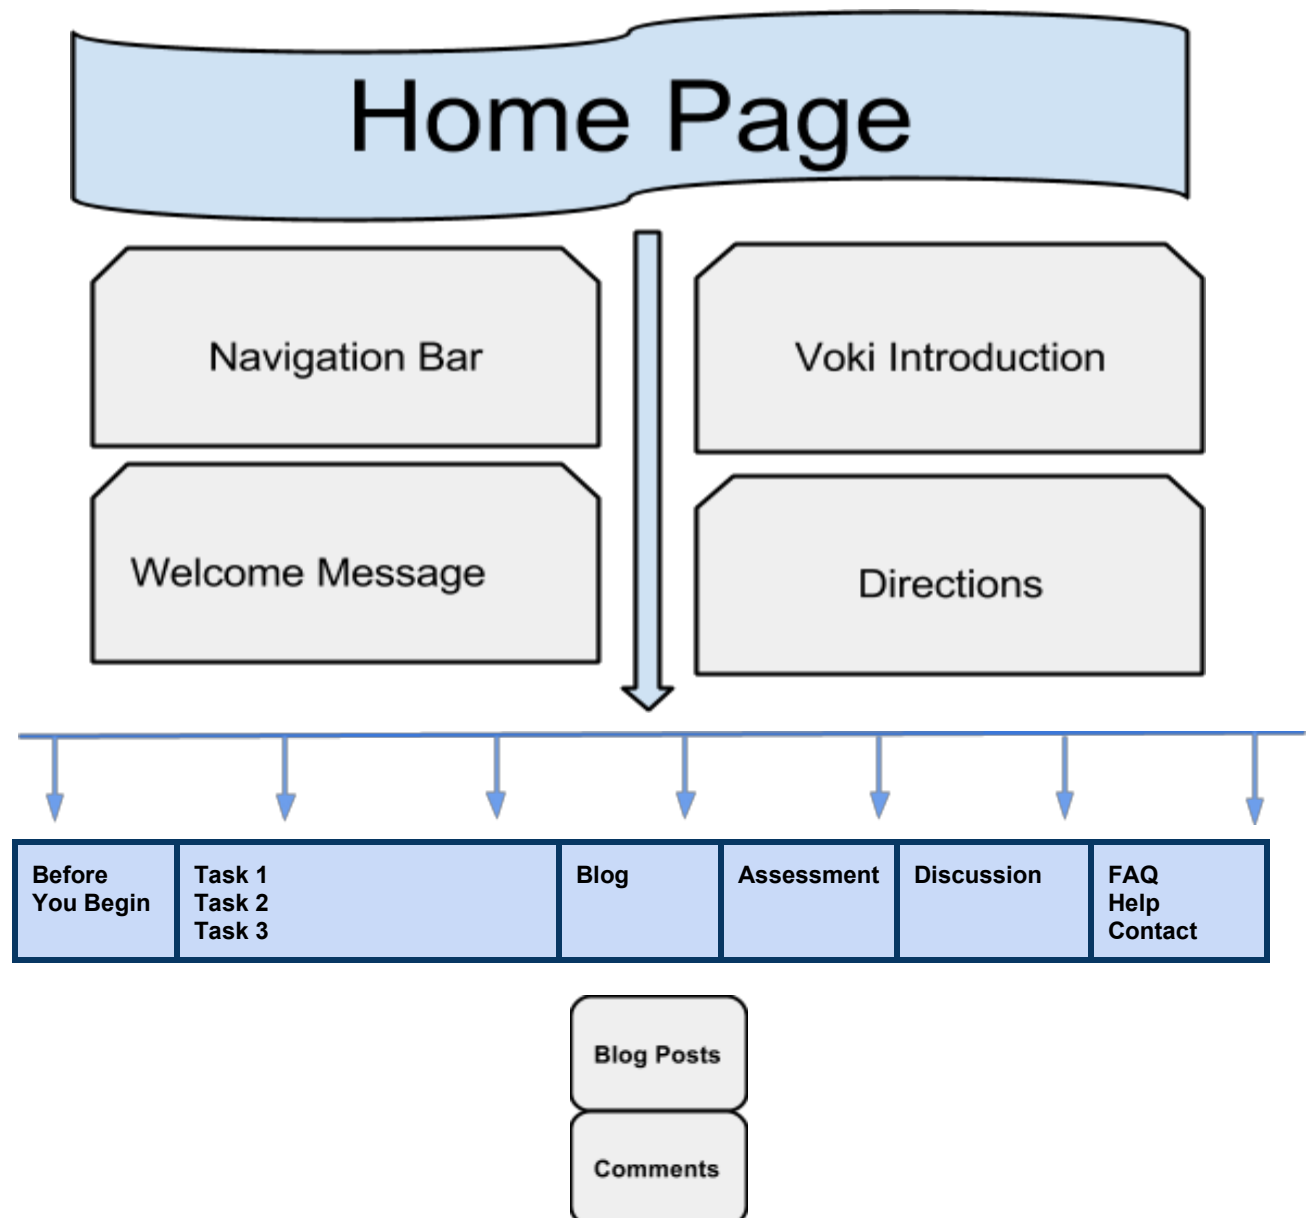 Home Page
Navigation Bar
Voki Introduction
Welcome Message
Directions
Before
You Begin
Task 1
Task 2
Task 3
Blog
Assessment
Discussion
FAQ
Help
Contact
Blog Posts
Comments